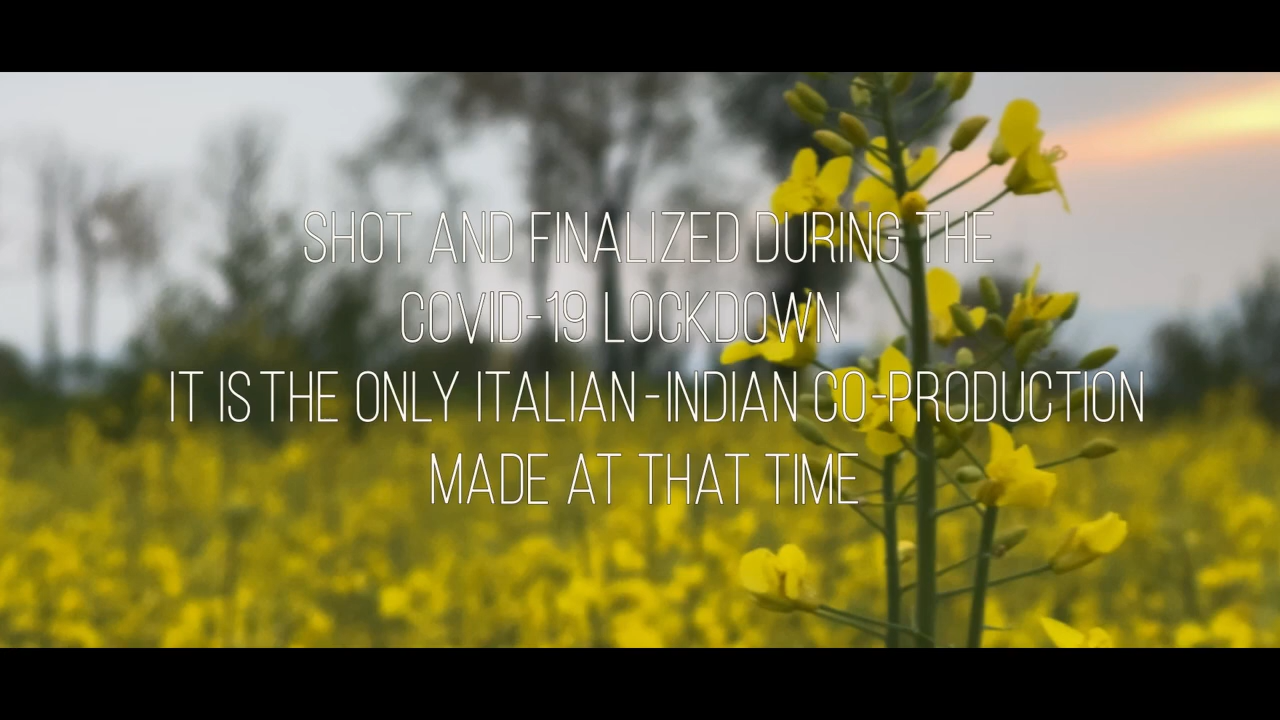 SHOT AND FINALIZED DURING THE
COVID-19 LOCKDOWN
IT IS THE ONLY ITALIAN-INDIAN CO-PRODUCTION
MADE AT THAT TIME